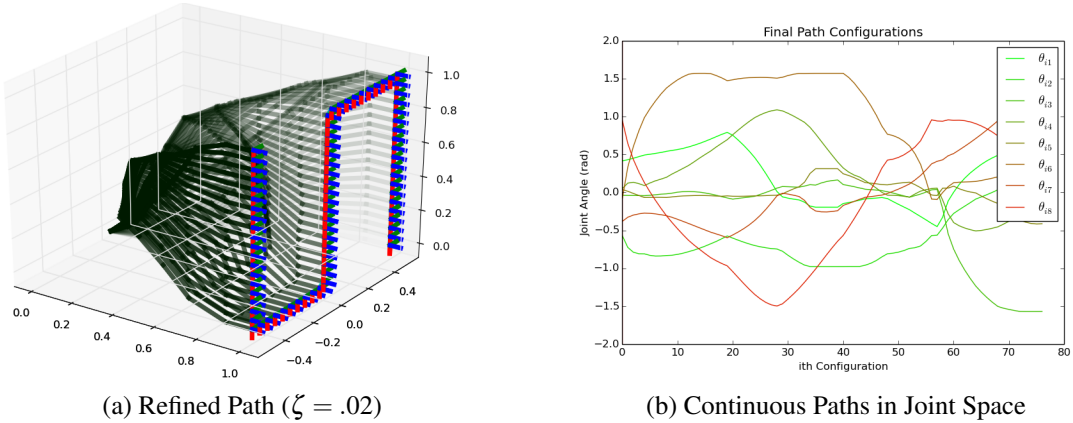 1.0
0.8
0.6
0.4
0.2
0.0
0.0
0.2
0.4
0.6
0.8
1.0
−0.4
−0.2
0.0
0.2
0.4
(a) Refined Path (ζ = .02)
Final Path Configurations
2.0
1.5
1.0
0.5
0.0
−0.5
−1.0
−1.5
−2.0
Joint Angle (rad)
0 10 20 30 40 50 60 70 80
ith Configuration
θi1
θi2
θi3
θi4
θi5
θi6
θi7
θi8
(b) Continuous Paths in Joint Space